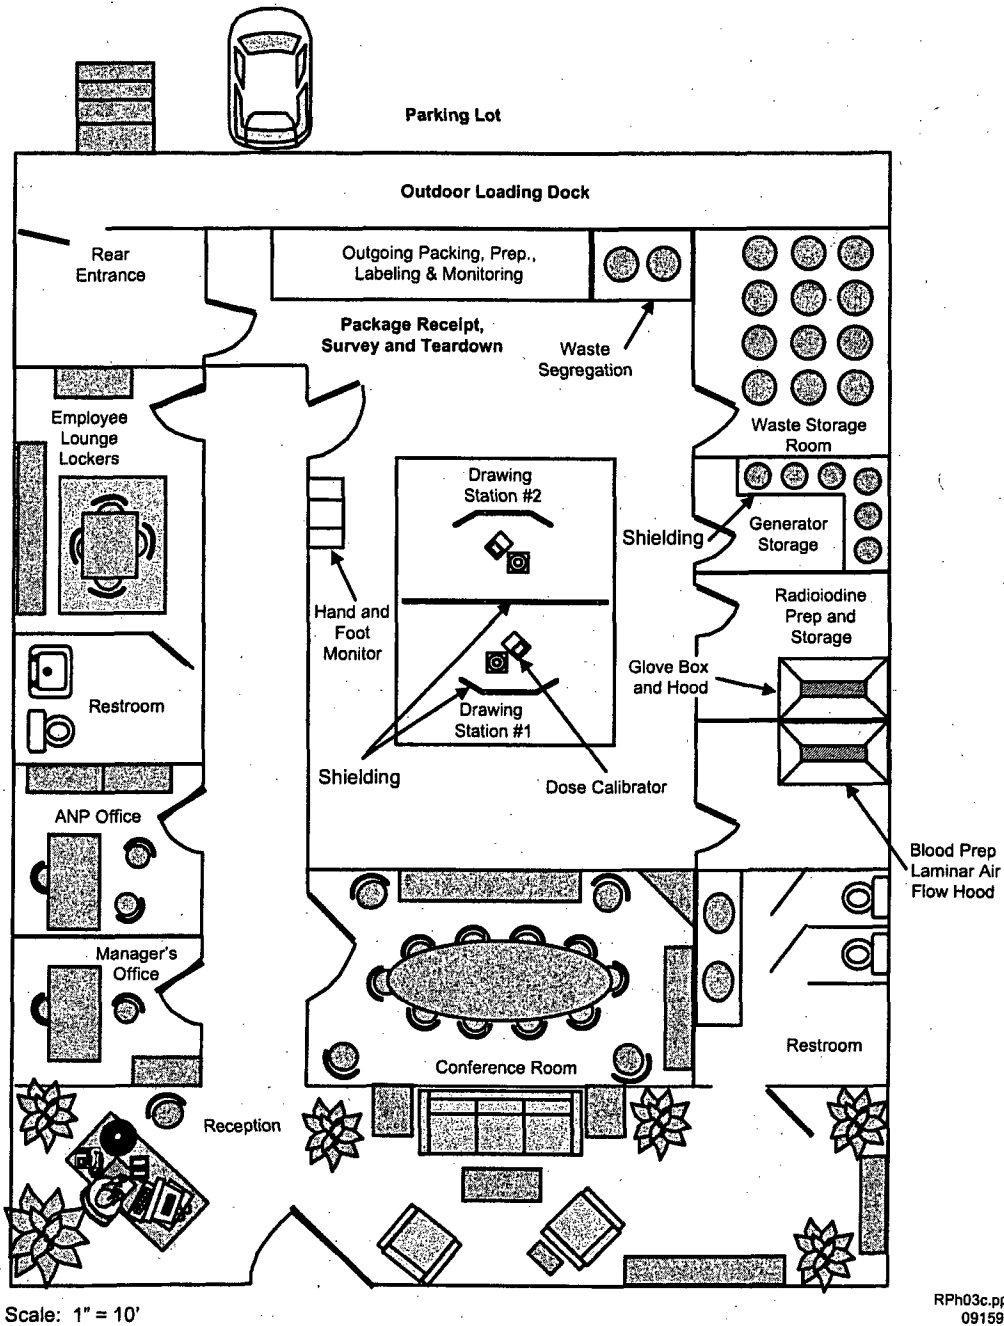 Parking Lot
Outdoor Loading Dock
Rear
Entrance
Outgoing Packing, Prep.,
Labeling & Monitoring
Package Receipt,
Survey and Teardown
Waste
Segregation
Waste Storage
Room
Employee
Lounge
Lockers
Drawing
Station #2
Shielding
Generator
Storage
Hand and
Foot
Monitor
Radioiodine
Prep and
Storage
Glove Box
and Hood
Restroom
Drawing
Station #1
Shielding
Dose Calibrator
ANP Office
Blood Prep
Laminar Air
Flow Hood
Manager's
Office
Conference Room
Restroom
Reception
Scale: 1" = 10'
RPh03c.pp
09159